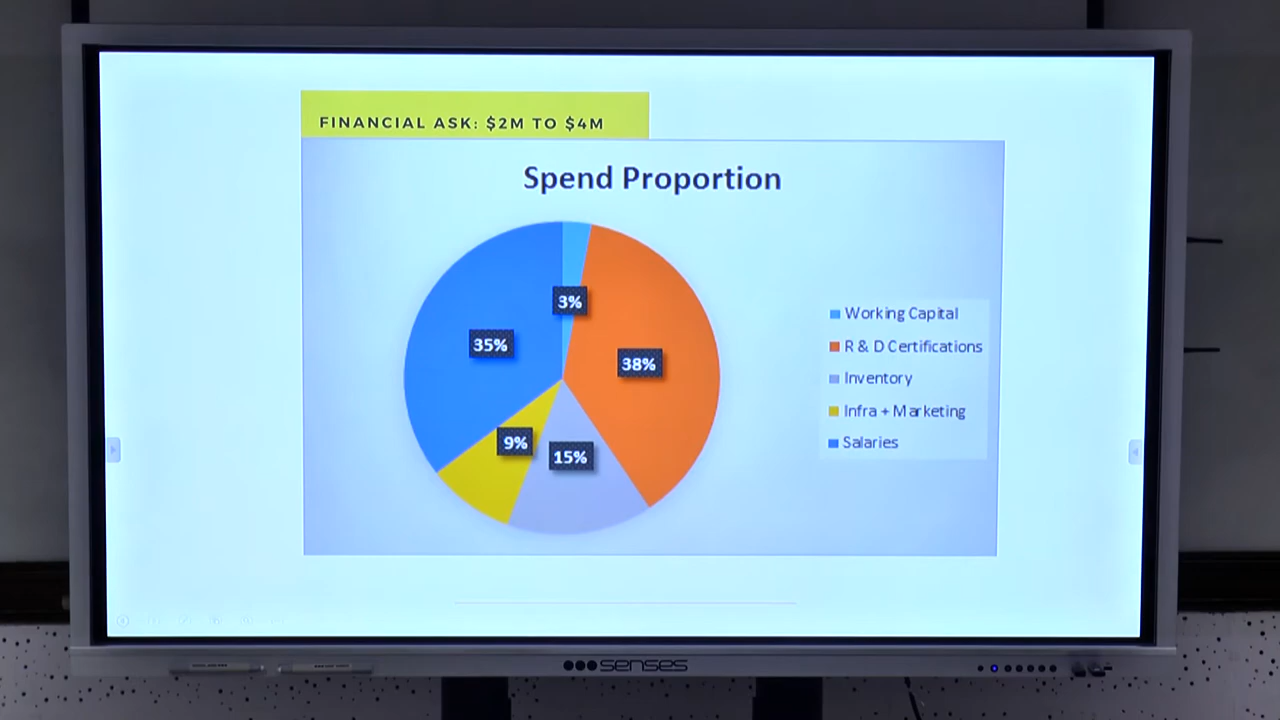 FINANCIAL ASK: $2M TO $4M
Spend Proportion
3%
35%
38%
9%
15%
Working Capital
R & D Certifications
Inventory
Infra + Marketing
Salaries
senses